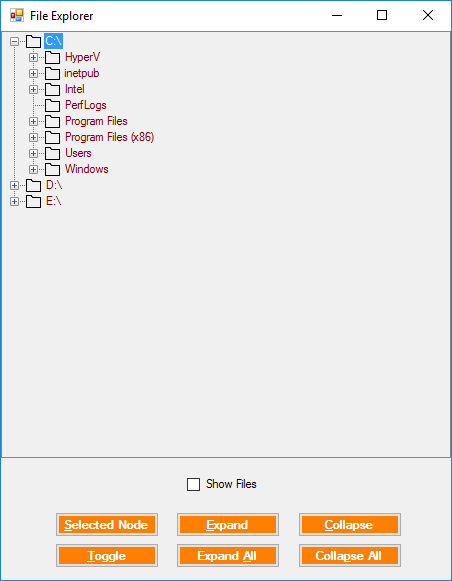 File Explorer
C:\
HyperV
inetpub
Intel
PerfLogs
Program Files
Program Files (x86)
Users
Windows
D:\
E:\
Show Files
Selected Node Expand Collapse
Toggle Expand All Collapse All